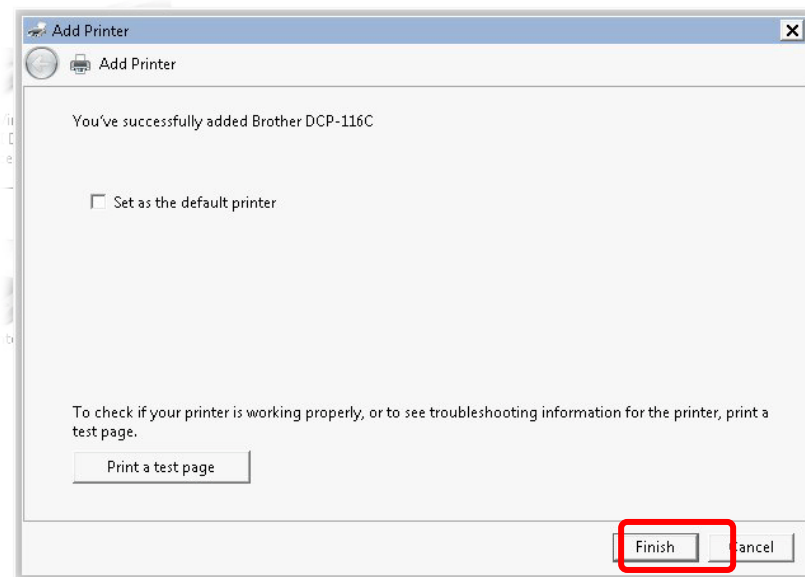 Add Printer
Add Printer
You've successfully added Brother DCP-116C
Set as the default printer
To check if your printer is working properly, or to see troubleshooting information for the printer, print a
test page.
Print a test page
Finish
Cancel